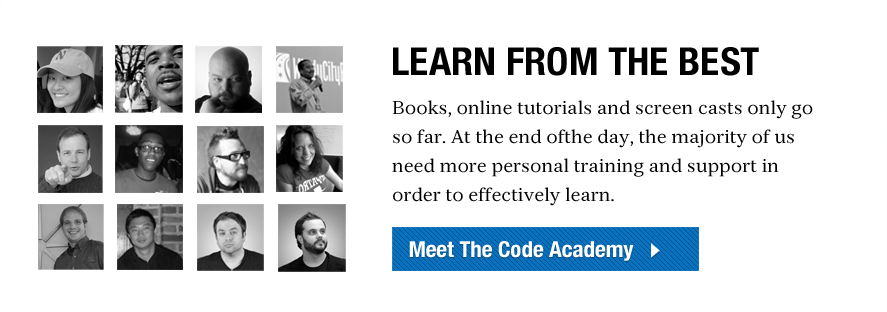 LEARN FROM THE BEST
Books, online tutorials and screen casts only go
so far. At the end ofthe day, the majority of us
need more personal training and support in
order to effectively learn.
Meet The Code Academy